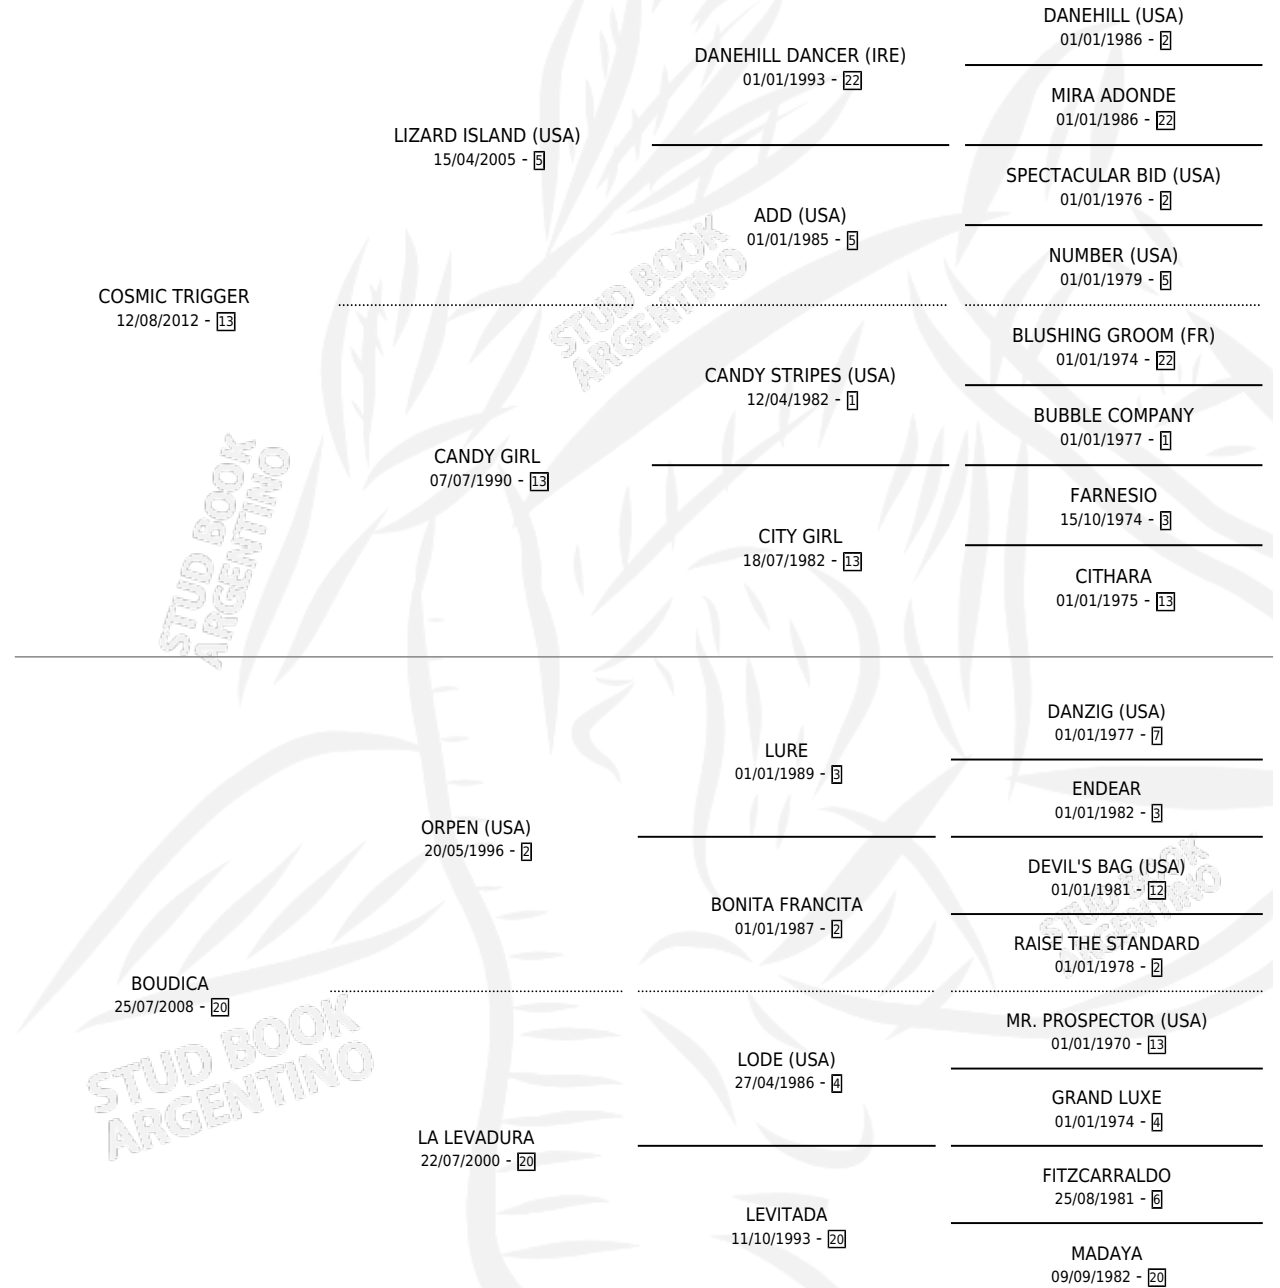 DANEHILL (USA)
01/01/1986 - 2
DANEHILL DANCER (IRE)
01/01/1993 - 22
MIRA ADONDE
01/01/1986 - 22
LIZARD ISLAND (USA)
15/04/2005 - 5
SPECTACULAR BID (USA)
01/01/1976 - 2
ADD (USA)
01/01/1985 - 5
NUMBER (USA)
01/01/1979 - 5
COSMIC TRIGGER
12/08/2012 - 13
BLUSHING GROOM (FR)
01/01/1974 - 22
CANDY STRIPES (USA)
12/04/1982 - 1
BUBBLE COMPANY
01/01/1977 - 1
CANDY GIRL
07/07/1990 - 13
FARNESIO
15/10/1974 - 3
CITY GIRL
18/07/1982 - 13
CITHARA
01/01/1975 - 13
STUD BOOK
ARGENTINO
STUD BOOK
ARGENTINO
DANZIG (USA)
01/01/1977 - 7
LURE
01/01/1989 - 3
ENDEAR
01/01/1982 - 3
ORPEN (USA)
20/05/1996 - 2
DEVIL'S BAG (USA)
01/01/1981 - 12
BONITA FRANCITA
01/01/1987 - 2
RAISE THE STANDARD
01/01/1978 - 2
BOUDICA
25/07/2008 - 20
MR. PROSPECTOR (USA)
01/01/1970 - 13
LODE (USA)
27/04/1986 - 4
GRAND LUXE
01/01/1974 - 4
LA LEVADURA
22/07/2000 - 20
FITZCARRALDO
25/08/1981 - 6
LEVITADA
11/10/1993 - 20
MADAYA
09/09/1982 - 20
STUD BOOK
ARGENTINO
STUD BOOK
ARGENTINO